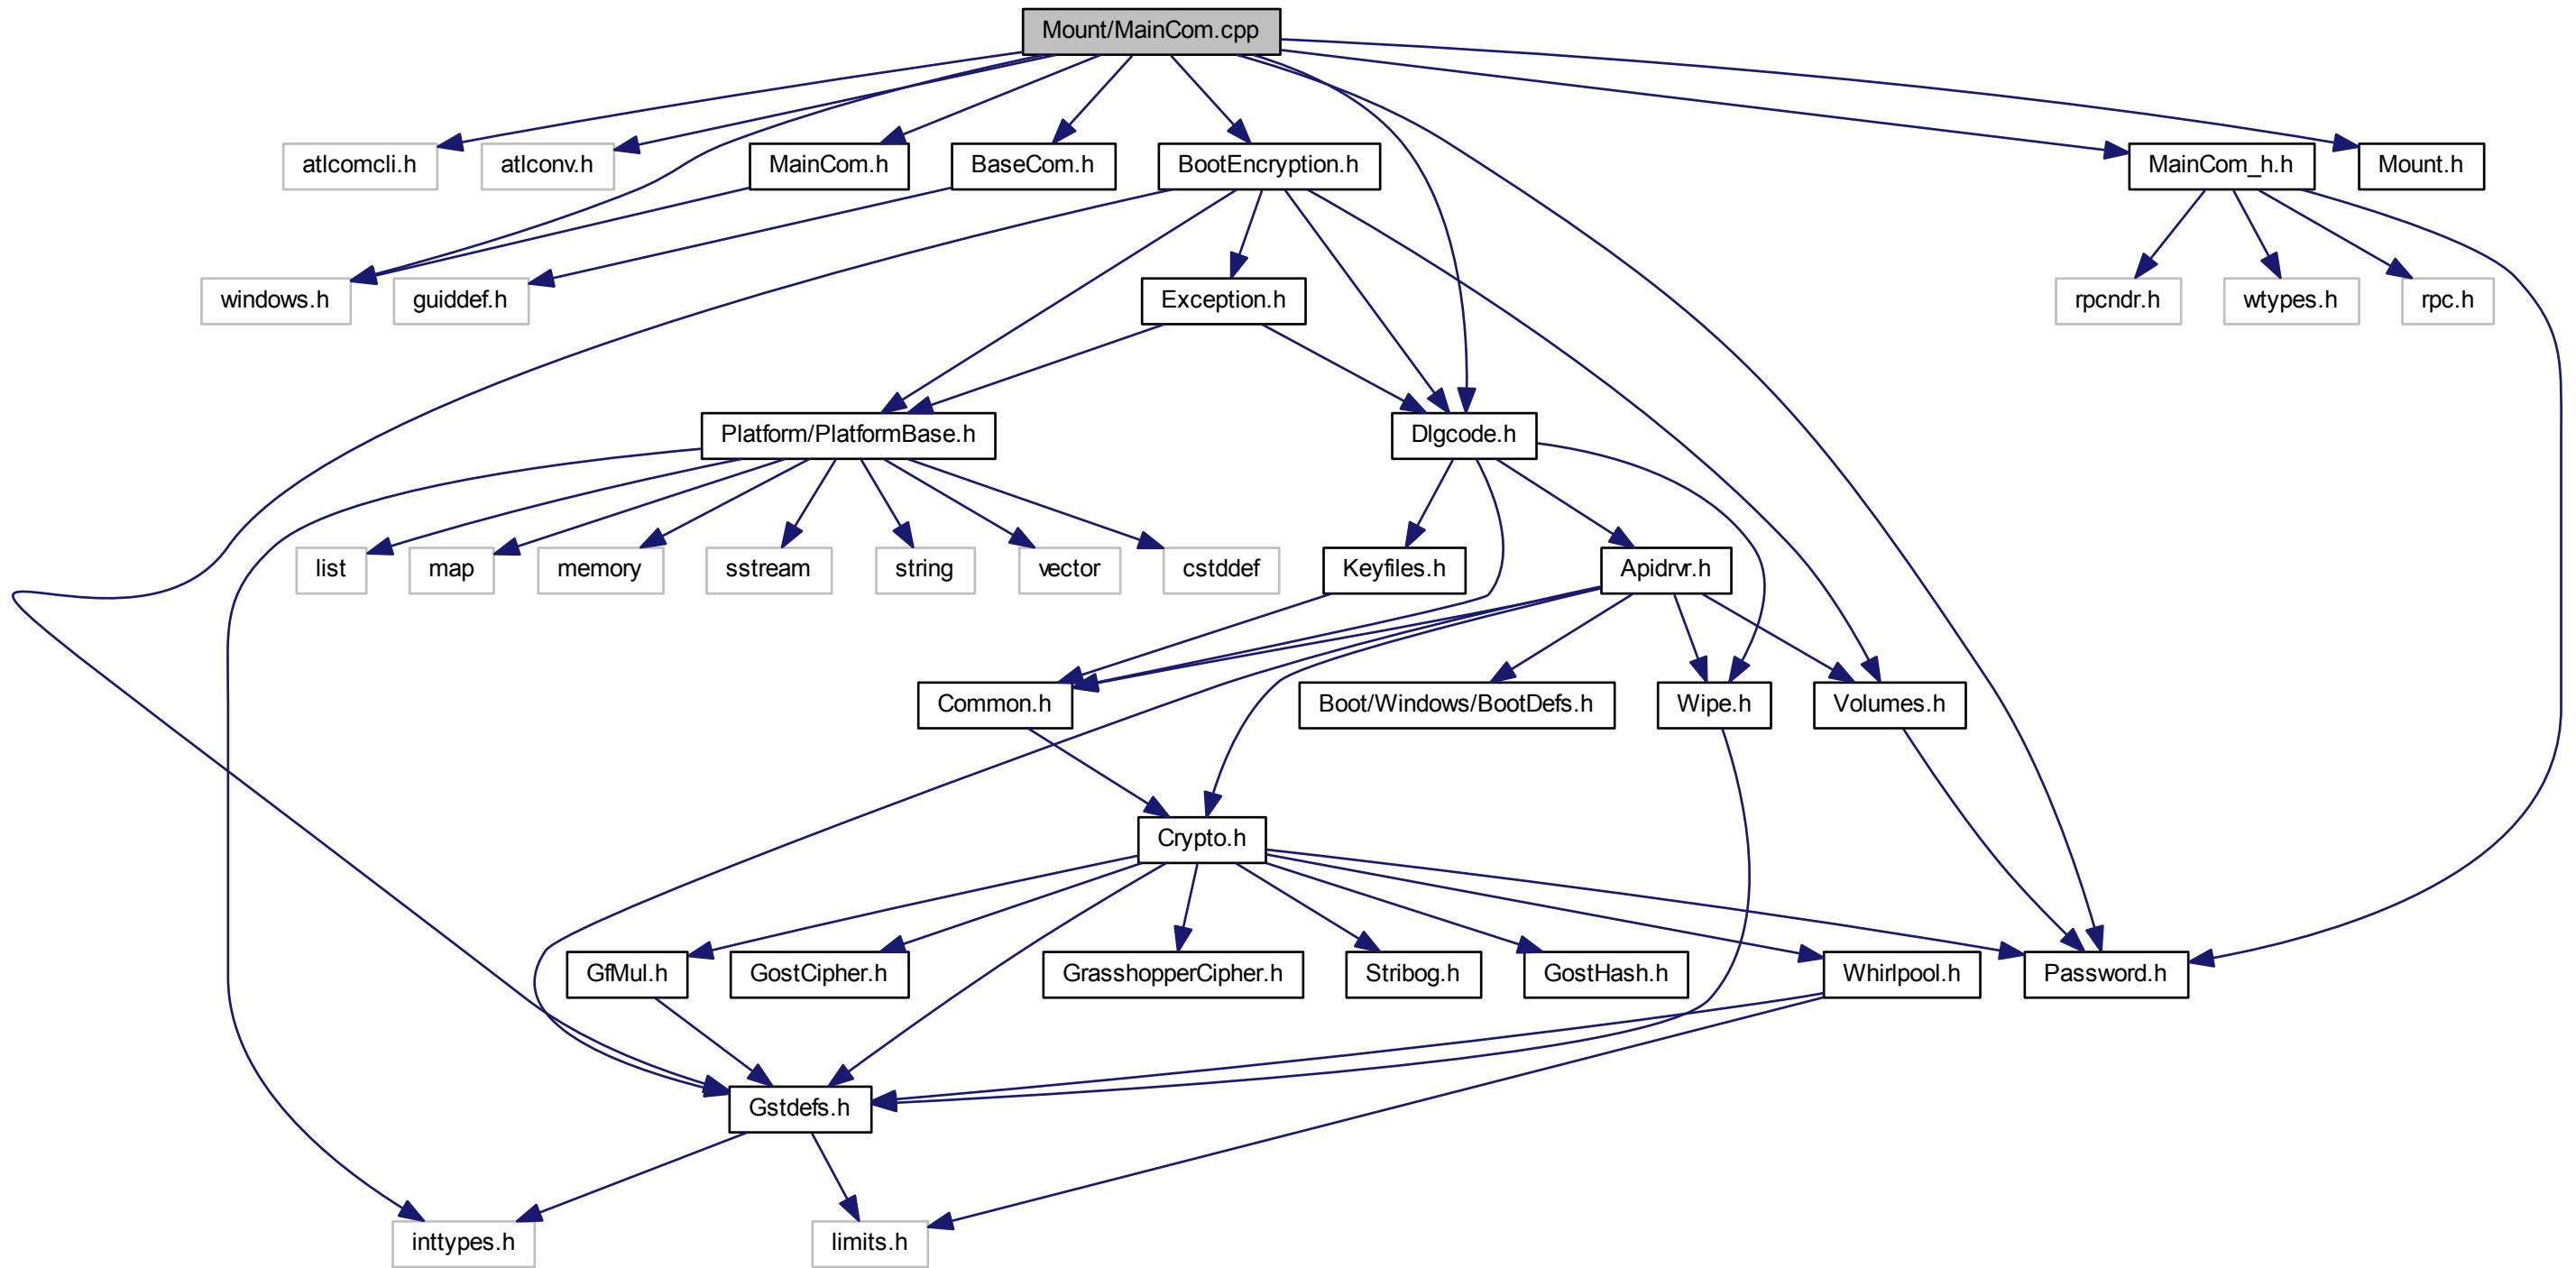 Mount/MainCom.cpp
atlcomcli.h
atlconv.h
MainCom.h
BaseCom.h
BootEncryption.h
MainCom_h.h
Mount.h
windows.h
guiddef.h
Exception.h
rpcndr.h
wtypes.h
rpc.h
Platform/PlatformBase.h
Dlgcode.h
list
map
memory
sstream
string
vector
cstddef
Keyfiles.h
Apidrvr.h
Common.h
Boot/Windows/BootDefs.h
Wipe.h
Volumes.h
Crypto.h
GfMul.h
GostCipher.h
GrasshopperCipher.h
Stribog.h
GostHash.h
Whirlpool.h
Password.h
Gstdefs.h
inttypes.h
limits.h